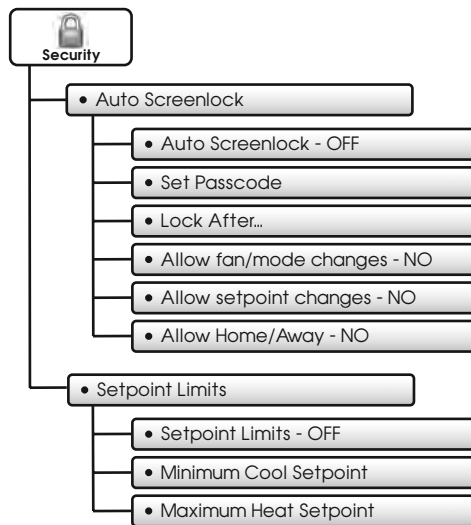 Security
• Auto Screenlock
• Auto Screenlock - OFF
• Set Passcode
• Lock After...
• Allow fan/mode changes - NO
• Allow setpoint changes - NO
• Allow Home/Away - NO
• Setpoint Limits
• Setpoint Limits - OFF
• Minimum Cool Setpoint
• Maximum Heat Setpoint